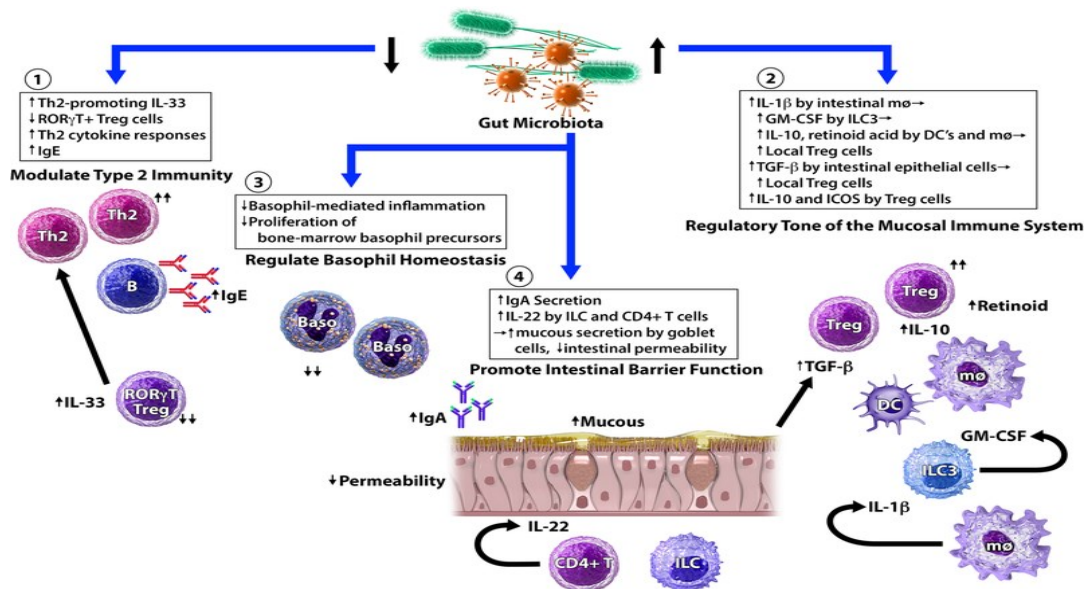 Gut Microbiota
①
↑Th2-promoting IL-33
↓RORγT+ Treg cells
↑Th2 cytokine responses
↑IgE
Modulate Type 2 Immunity
Th2
Th2
↑↑
B
↑IgE
↑IL-33
RORγT
Treg
↓↓
②
↑IL-1β by intestinal mø→
↑GM-CSF by ILC3→
↑IL-10, retinoid acid by DC's and mø→
↑Local Treg cells
↑TGF-β by intestinal epithelial cells→
↑Local Treg cells
↑IL-10 and ICOS by Treg cells
Regulatory Tone of the Mucosal Immune System
③
↓Basophil-mediated inflammation
↓Proliferation of
bone-marrow basophil precursors
Regulate Basophil Homeostasis
Baso
Baso
↓↓
④
↑IgA Secretion
↑IL-22 by ILC and CD4+ T cells
→↑mucous secretion by goblet
cells, ↓intestinal permeability
Promote Intestinal Barrier Function
↑IgA
↑Mucous
↓Permeability
IL-22
CD4+ T
ILC
↑↑
Treg
Treg
↑Retinoid
↑IL-10
↑TGF-β
mø
DC
GM-CSF
ILC3
IL-1β
mø